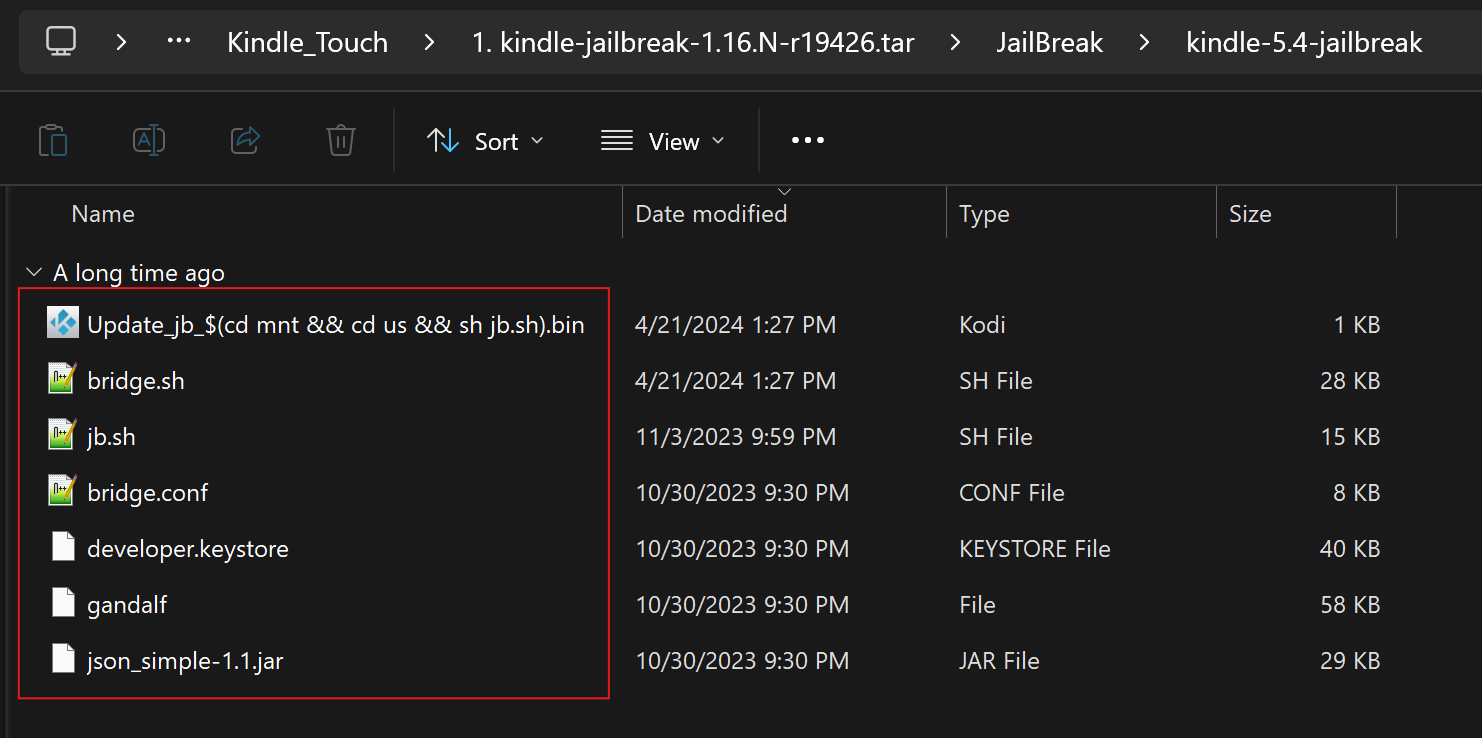 Kindle_Touch > 1. kindle-jailbreak-1.16.N-r19426.tar > JailBreak > kindle-5.4-jailbreak
Sort View
Name Date modified Type Size
A long time ago
Update_jb_$(cd mnt && cd us && sh jb.sh).bin 4/21/2024 1:27 PM Kodi 1 KB
bridge.sh 4/21/2024 1:27 PM SH File 28 KB
jb.sh 11/3/2023 9:59 PM SH File 15 KB
bridge.conf 10/30/2023 9:30 PM CONF File 8 KB
developer.keystore 10/30/2023 9:30 PM KEYSTORE File 40 KB
gandalf 10/30/2023 9:30 PM File 58 KB
json_simple-1.1.jar 10/30/2023 9:30 PM JAR File 29 KB